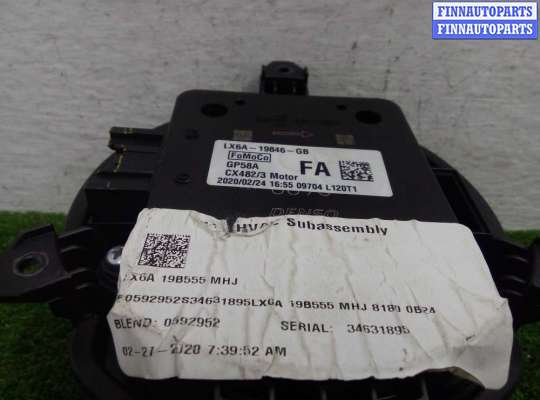 FINNAUTOPARTS
FINNAUTOPARTS
FINNAUTOPARTS
LX6A-19846-GB
FoMoCo
GP58A
FA
CX482/3 Motor
2020/02/24 16:55 09704 L120T1
DENSO
HVAC Subassembly
LX6A 19B555 MHJ
F0592952S34631895LX6A 19B555 MHJ 8180 0B24
BLEND: 0592952 SERIAL: 34631895
02-27-2020 7:39:52 AM